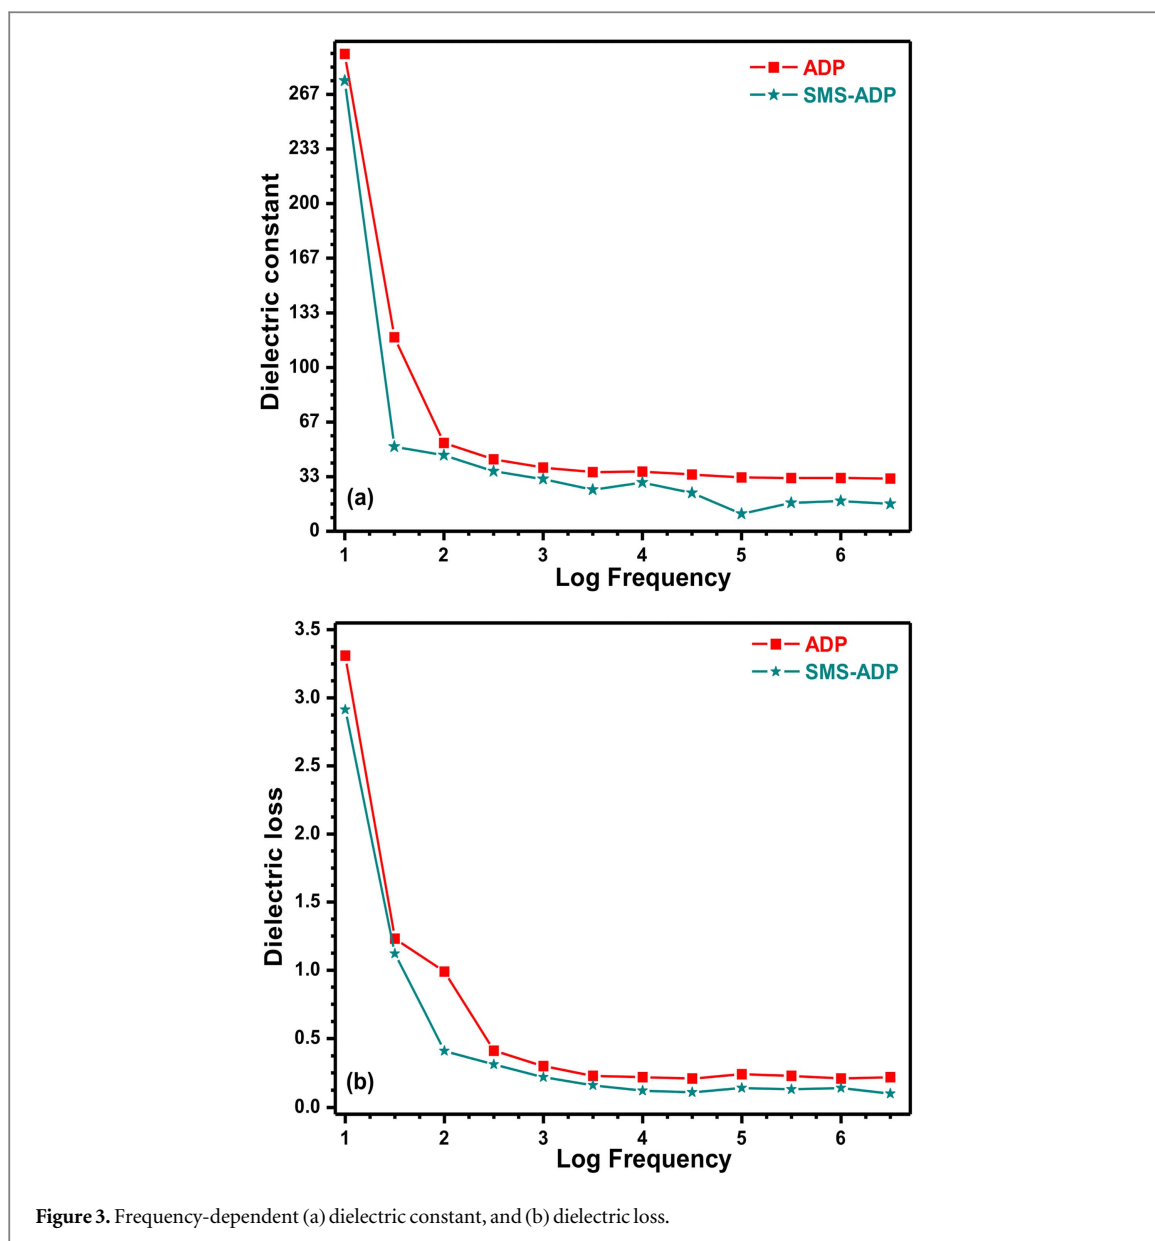 ADP
SMS-ADP
267
233
200
167
133
100
67
33
0
Dielectric constant
(a)
1 2 3 4 5 6
Log Frequency
ADP
SMS-ADP
3.5
3.0
2.5
2.0
1.5
1.0
0.5
0.0
Dielectric loss
(b)
1 2 3 4 5 6
Log Frequency
Figure 3. Frequency-dependent (a) dielectric constant, and (b) dielectric loss.